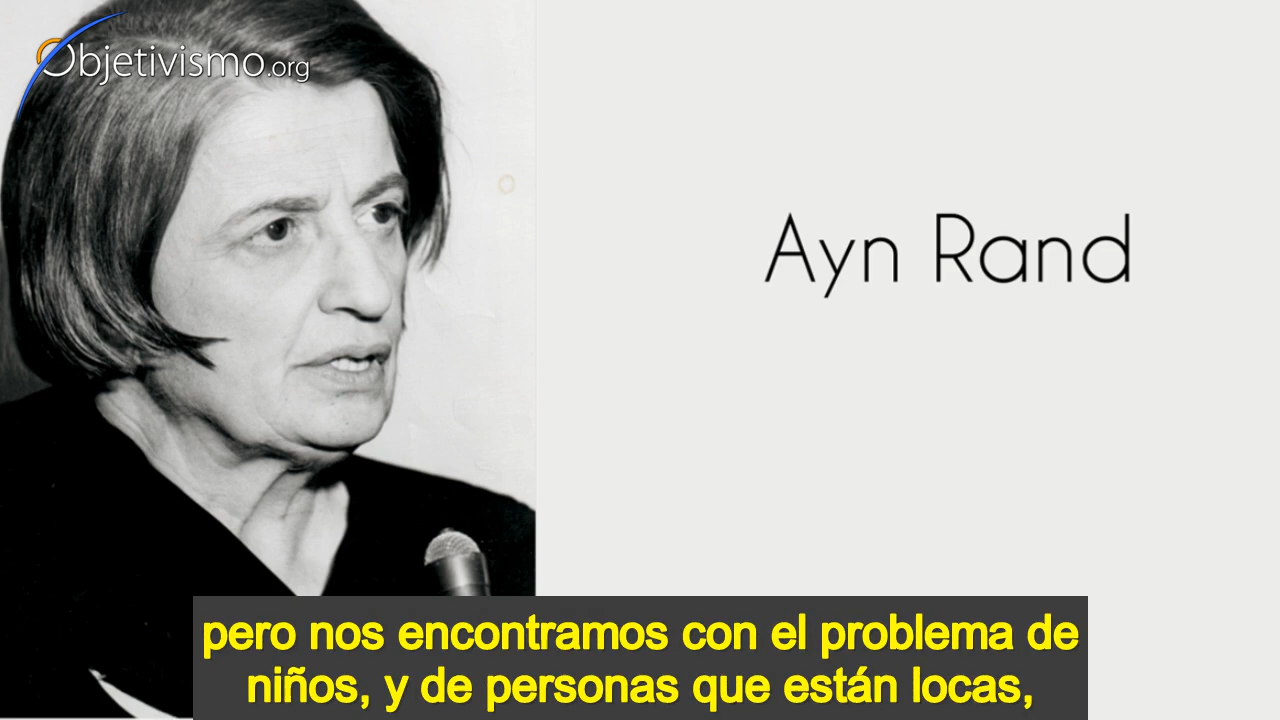 Objetivismo.org
Ayn Rand
pero nos encontramos con el problema de
niños, y de personas que están locas,